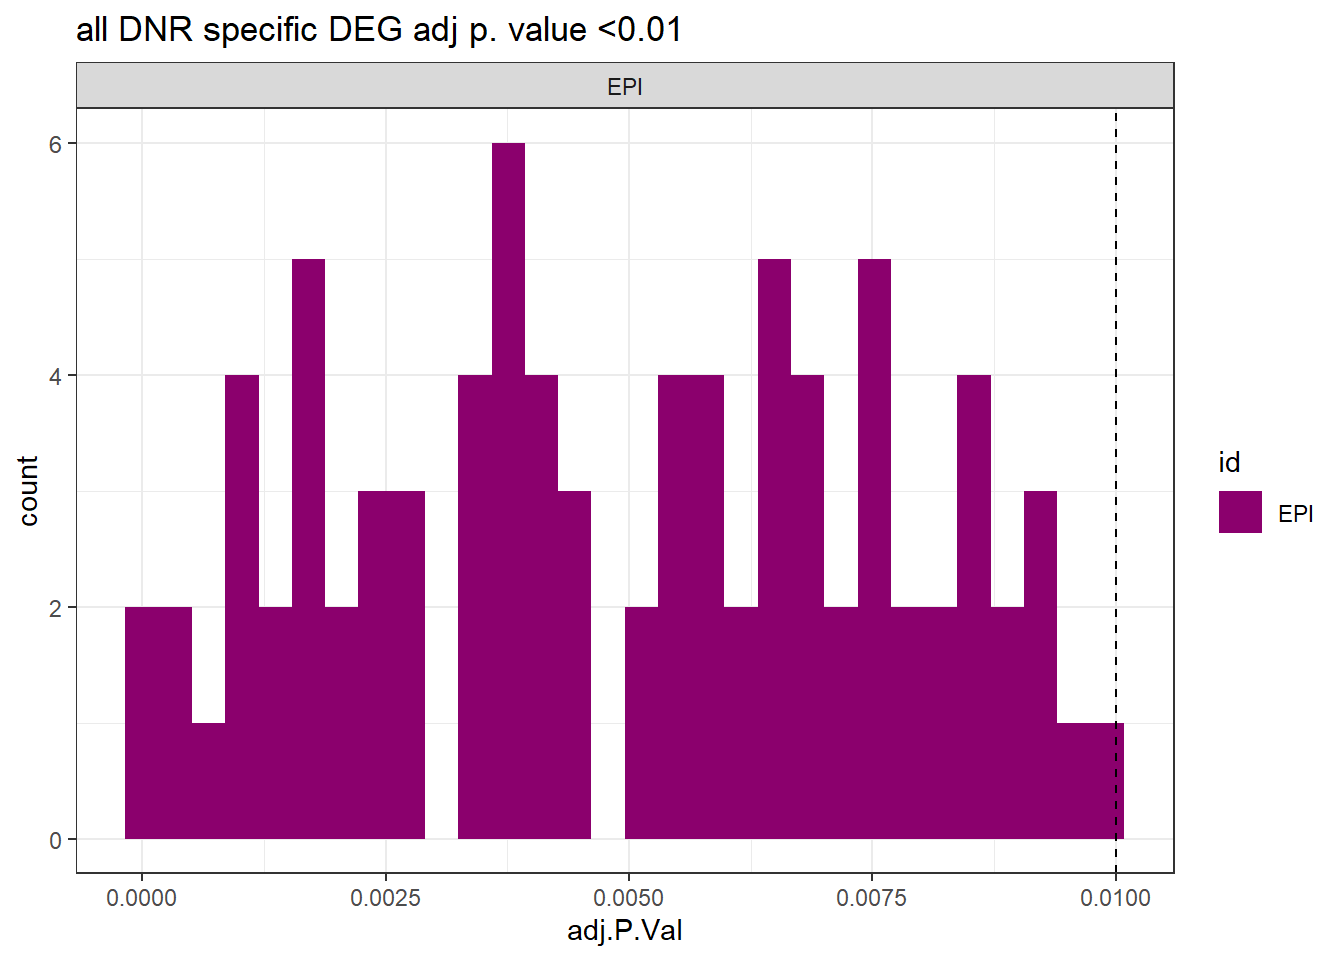 all DNR specific DEG adj p. value <0.01
EPI
6
4
2
0
count
0.0000 0.0025 0.0050 0.0075 0.0100
adj.P.Val
id
EPI